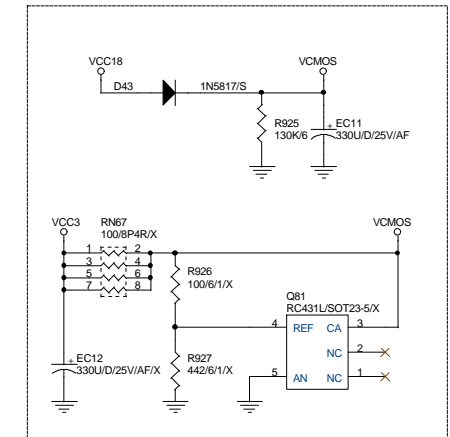 VCC18 VCMOS
D43 1N5817/S
R925
130K/6
+ EC11
330U/D/25V/AF
VCC3 RN67 VCMOS
100/8P4R/X
1 2
3 4
5 6
7 8
R926
100/6/1/X
Q81
RC431L/SOT23-5/X
4 REF CA 3
NC 2
5 AN NC 1
+ EC12
330U/D/25V/AF/X
R927
442/6/1/X